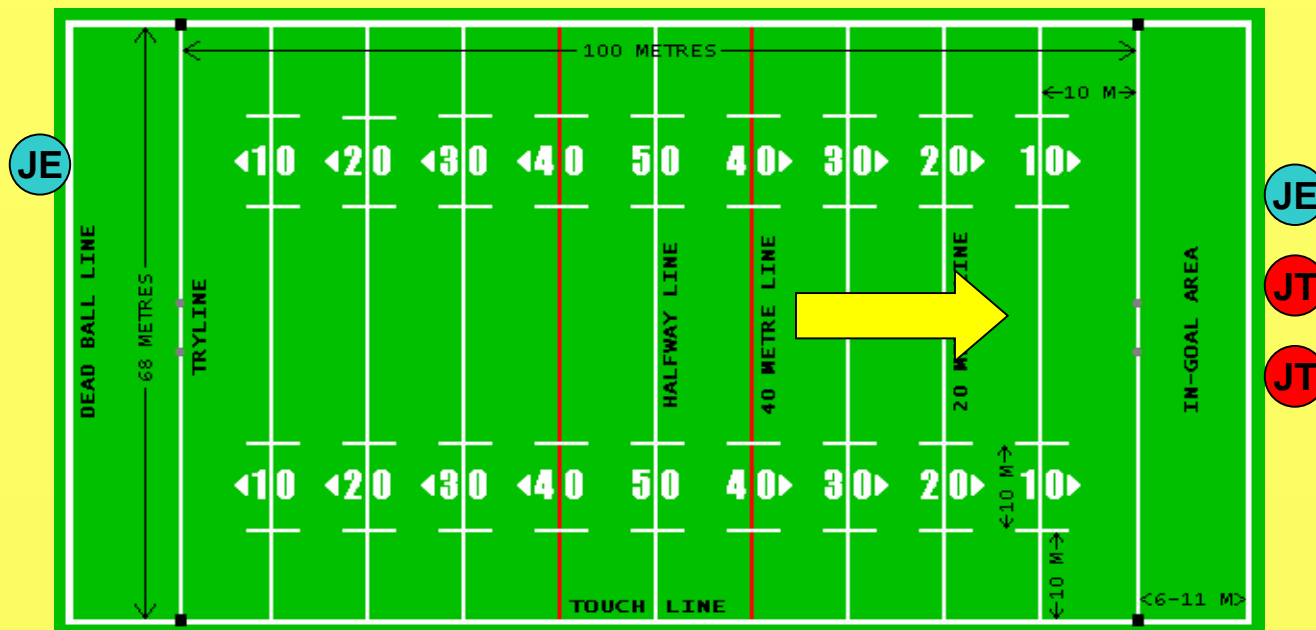 100 METRES
←10 M→
◂10 ◂20 ◂30 ◂40 50 40▸ 30▸ 20▸ 10▸
JE
JE
JT
JT
DEAD BALL LINE
68 METRES
TRYLINE
HALFWAY LINE
40 METRE LINE
20 M LINE
IN-GOAL AREA
◂10 ◂20 ◂30 ◂40 50 40▸ 30▸ 20▸ 10▸
←10 M→
←10 M→
<6-11 M>
TOUCH LINE